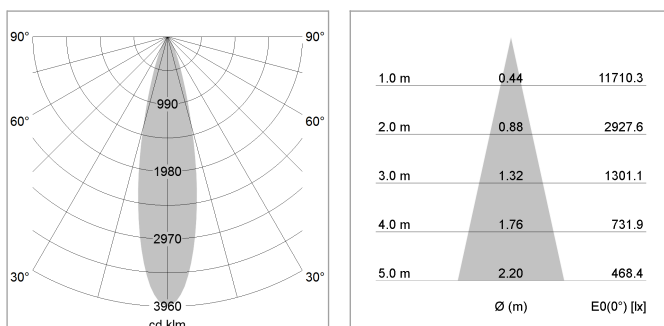 90° 90°
990
60° 60°
1980
2970
30° 30°
3960
cd klm
1.0 m 0.44 11710.3
2.0 m 0.88 2927.6
3.0 m 1.32 1301.1
4.0 m 1.76 731.9
5.0 m 2.20 468.4
Ø (m) E0(0°) [lx]